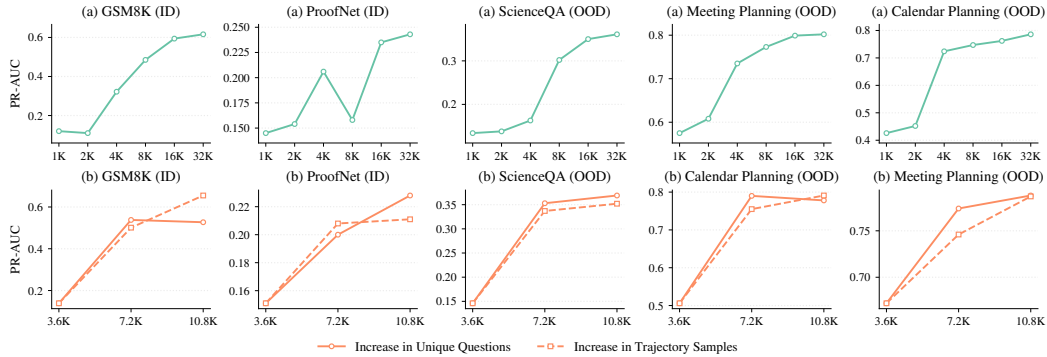 (a) GSM8K (ID)
(a) ProofNet (ID)
(a) ScienceQA (OOD)
(a) Meeting Planning (OOD)
(a) Calendar Planning (OOD)
PR-AUC
0.6
0.4
0.2
1K 2K 4K 8K 16K 32K
0.250
0.225
0.200
0.175
0.150
1K 2K 4K 8K 16K 32K
0.3
0.2
1K 2K 4K 8K 16K 32K
0.8
0.7
0.6
1K 2K 4K 8K 16K 32K
0.8
0.7
0.6
0.5
0.4
1K 2K 4K 8K 16K 32K
(b) GSM8K (ID)
(b) ProofNet (ID)
(b) ScienceQA (OOD)
(b) Calendar Planning (OOD)
(b) Meeting Planning (OOD)
PR-AUC
0.6
0.4
0.2
3.6K 7.2K 10.8K
0.22
0.20
0.18
0.16
3.6K 7.2K 10.8K
0.35
0.30
0.25
0.20
0.15
3.6K 7.2K 10.8K
0.8
0.7
0.6
0.5
3.6K 7.2K 10.8K
0.75
0.70
3.6K 7.2K 10.8K
Increase in Unique Questions
Increase in Trajectory Samples